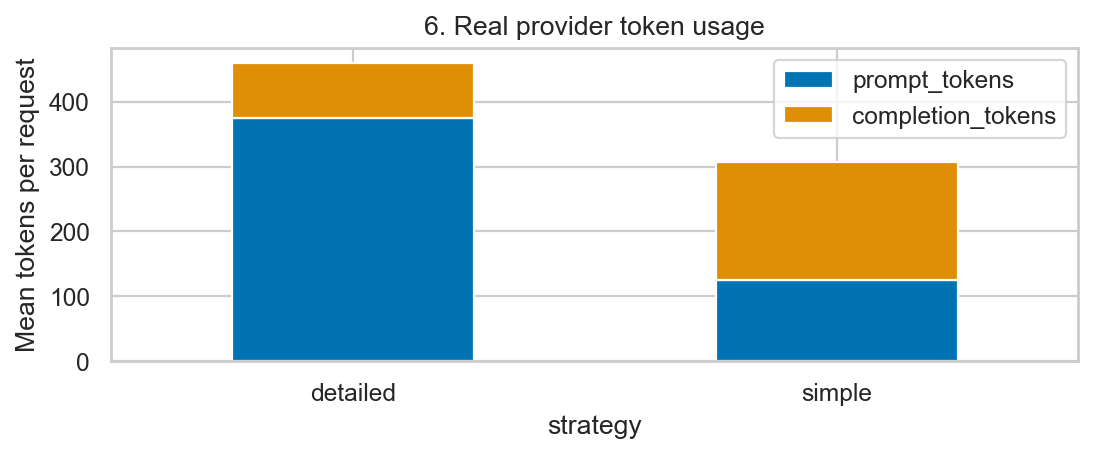 6. Real provider token usage
Mean tokens per request
400
300
200
100
0
prompt_tokens
completion_tokens
detailed
simple
strategy